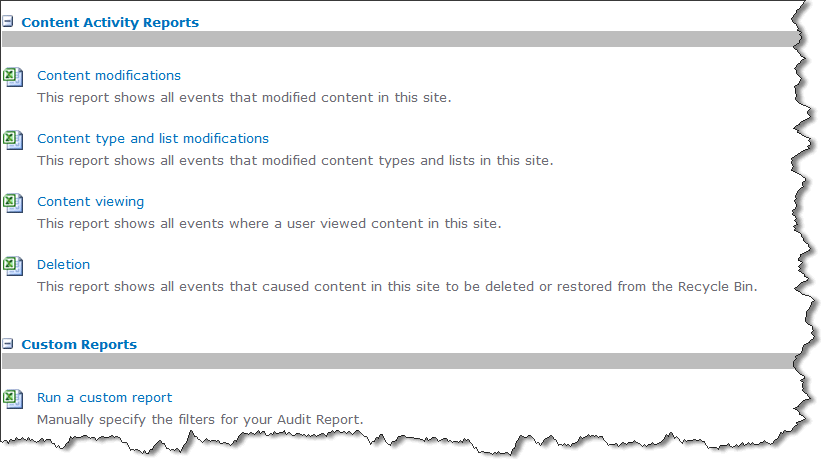 Content Activity Reports
Content modifications
This report shows all events that modified content in this site.
Content type and list modifications
This report shows all events that modified content types and lists in this site.
Content viewing
This report shows all events where a user viewed content in this site.
Deletion
This report shows all events that caused content in this site to be deleted or restored from the Recycle Bin.
Custom Reports
Run a custom report
Manually specify the filters for your Audit Report.